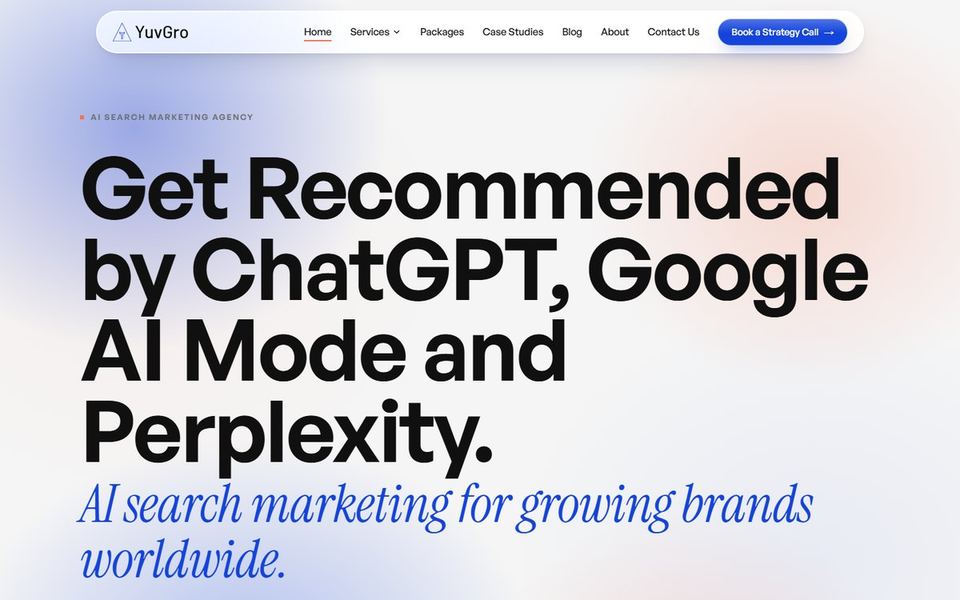 YuvGro
Home Services Packages Case Studies Blog About Contact Us Book a Strategy Call →
AI SEARCH MARKETING AGENCY
Get Recommended
by ChatGPT, Google
AI Mode and
Perplexity.
AI search marketing for growing brands
worldwide.